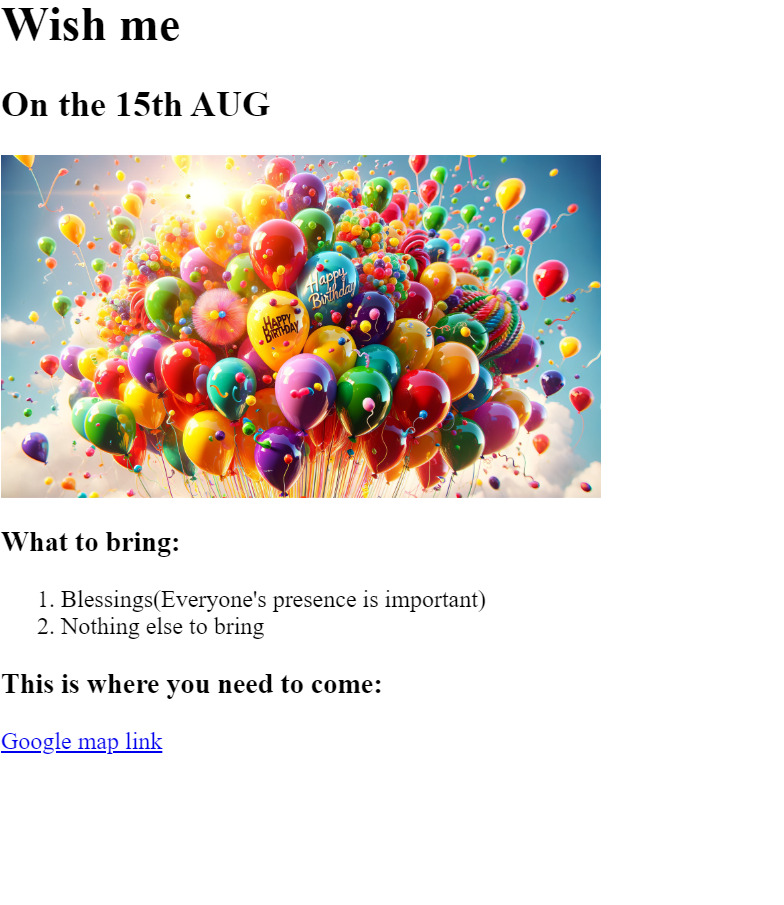 Wish me
On the 15th AUG
Happy
Birthday
HAPPY
BIRTHDAY
What to bring:
1. Blessings(Everyone's presence is important)
2. Nothing else to bring
This is where you need to come:
Google map link